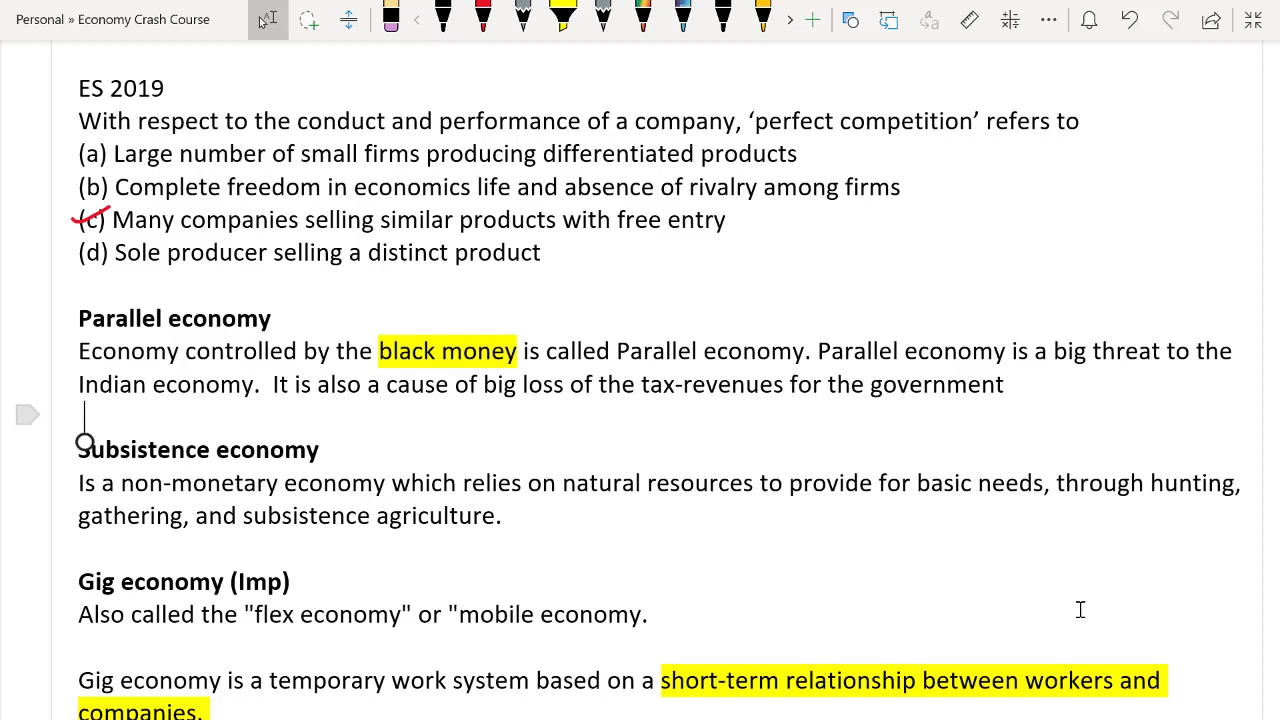 Personal » Economy Crash Course
ES 2019
With respect to the conduct and performance of a company, ‘perfect competition’ refers to
(a) Large number of small firms producing differentiated products
(b) Complete freedom in economics life and absence of rivalry among firms
(c) Many companies selling similar products with free entry
(d) Sole producer selling a distinct product
Parallel economy
Economy controlled by the black money is called Parallel economy. Parallel economy is a big threat to the
Indian economy.  It is also a cause of big loss of the tax-revenues for the government
Subsistence economy
Is a non-monetary economy which relies on natural resources to provide for basic needs, through hunting,
gathering, and subsistence agriculture.
Gig economy (Imp)
Also called the "flex economy" or "mobile economy.
Gig economy is a temporary work system based on a short-term relationship between workers and
companies.